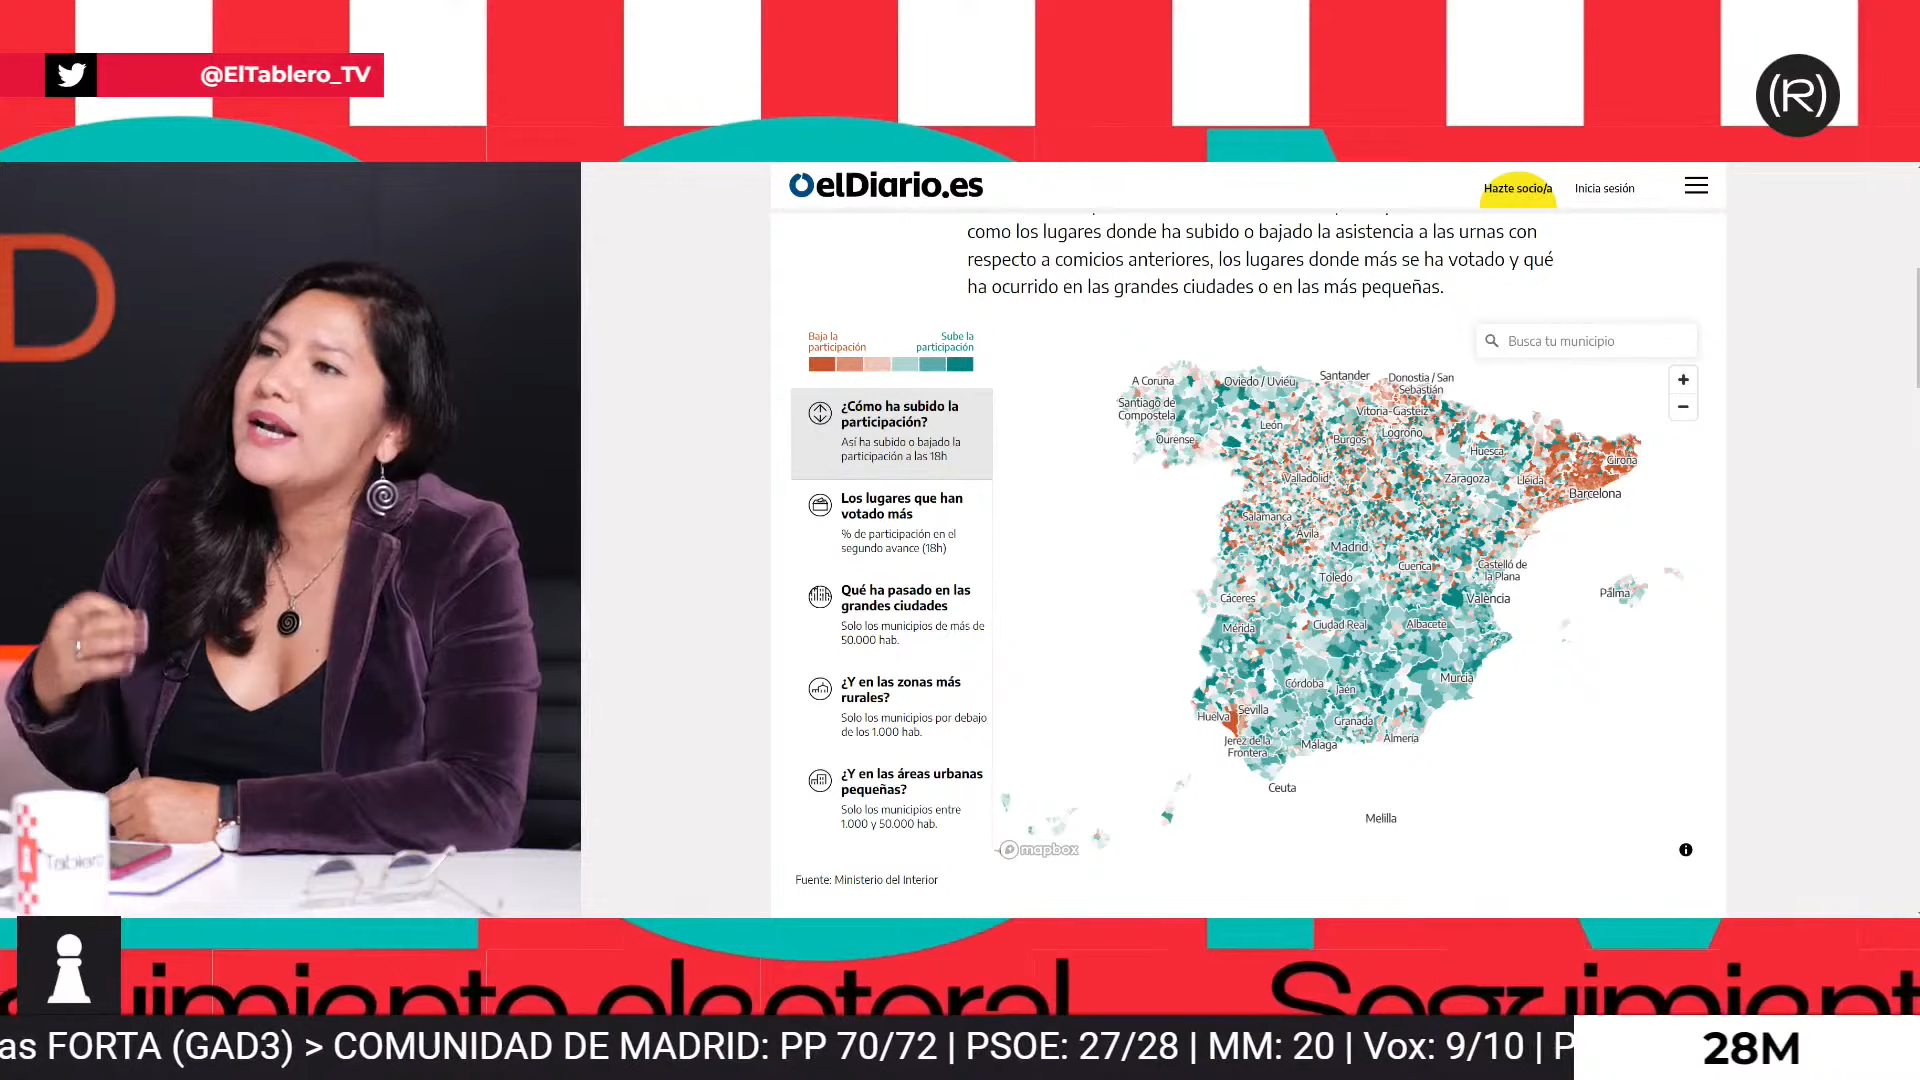 @ElTablero_TV
(R)
elDiario.es
Hazte socio/a
Inicia sesión
como los lugares donde ha subido o bajado la asistencia a las urnas con
respecto a comicios anteriores, los lugares donde más se ha votado y qué
ha ocurrido en las grandes ciudades o en las más pequeñas.
Baja la
participación
Sube la
participación
Busca tu municipio
¿Cómo ha subido la
participación?
Así ha subido o bajado la
participación a las 18h
Los lugares que han
votado más
% de participación en el
segundo avance (18h)
Qué ha pasado en las
grandes ciudades
Solo los municipios de más de
50.000 hab.
¿Y en las zonas más
rurales?
Solo los municipios por debajo
de los 1.000 hab.
¿Y en las áreas urbanas
pequeñas?
Solo los municipios entre
1.000 y 50.000 hab.
A Coruna
Oviedo / Uviéu
Santander
Donostia / San
Sebastián
Santiago de
Compostela
Vitoria-Gasteiz
León
Logroño
Ourense
Burgos
Huesca
Girona
Valladolid
Zaragoza
Lleida
Barcelona
Salamanca
Ávila
Madrid
Cuenca
Castelló de
la Plana
Toledo
Palma
Cáceres
València
Mérida
Ciudad Real
Albacete
Murcia
Córdoba
Jaén
Huelva
Sevilla
Granada
Almería
Jerez de la
Frontera
Málaga
Ceuta
Melilla
mapbox
Fuente: Ministerio del Interior
Tablero
uimiento electoral
Seguimient
as FORTA (GAD3) > COMUNIDAD DE MADRID: PP 70/72 | PSOE: 27/28 | MM: 20 | Vox: 9/10 | P
28M